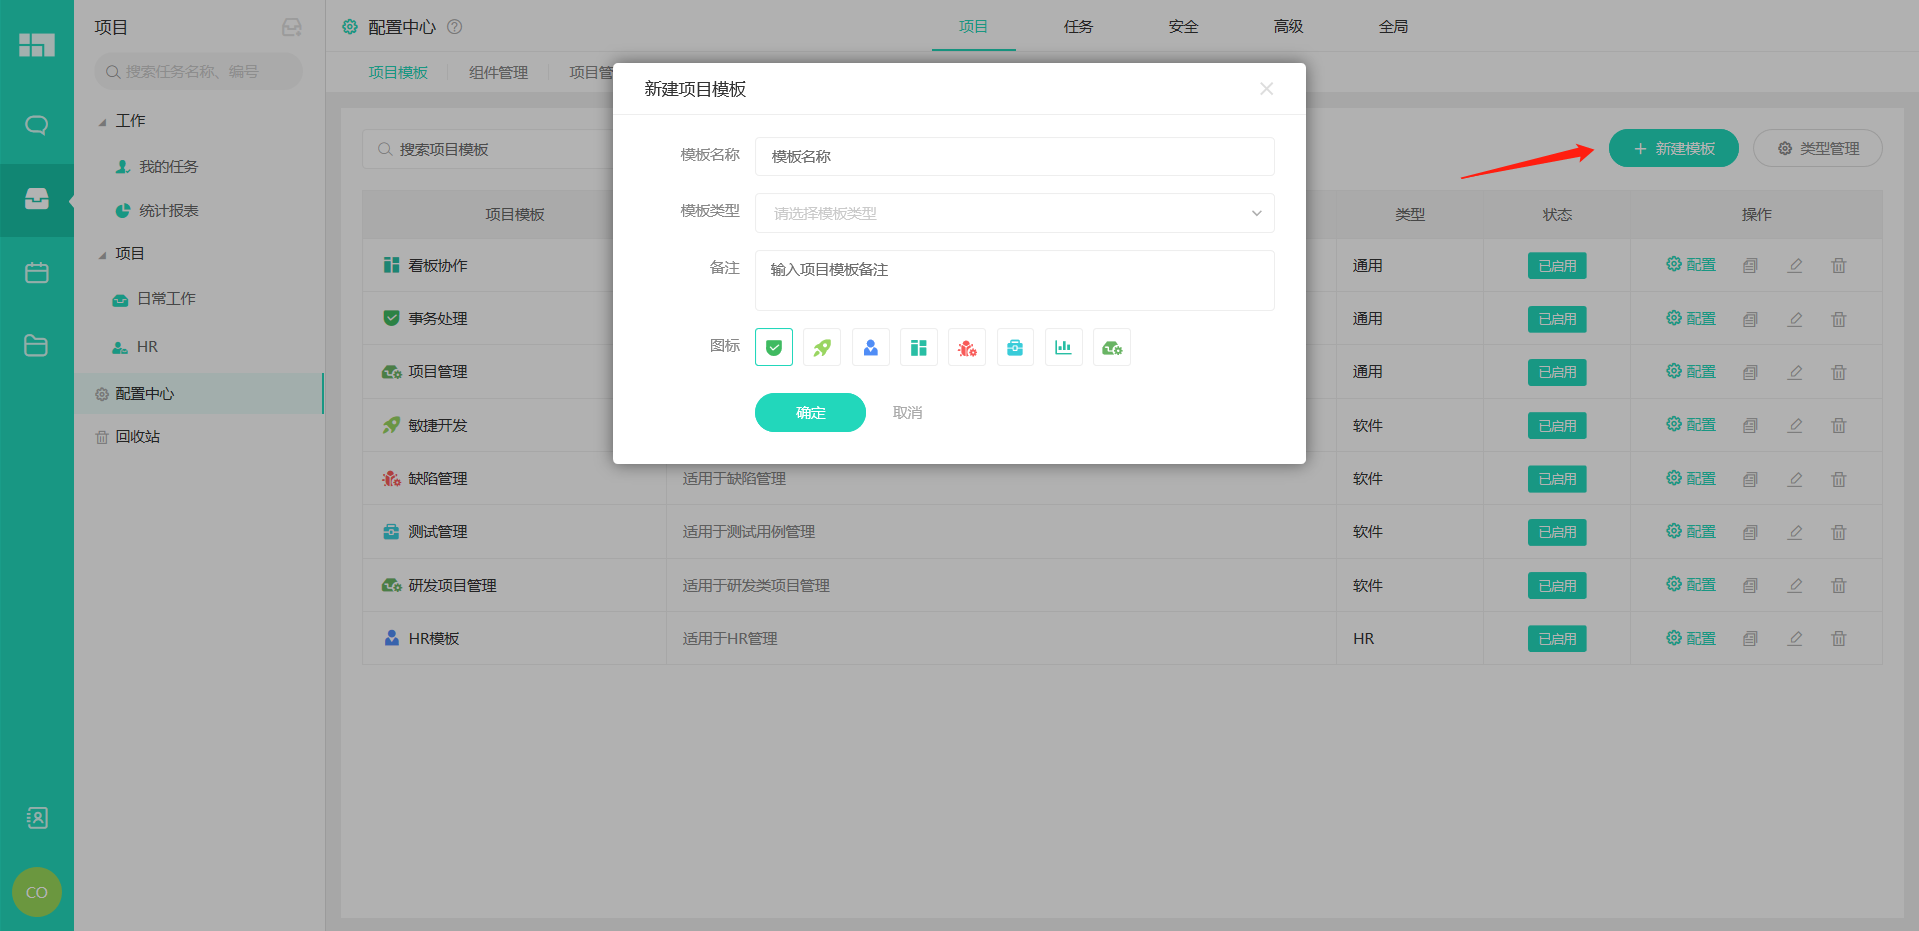 项目
搜索任务名称、编号
工作
我的任务
统计报表
项目
日常工作
HR
配置中心
回收站
CO
配置中心
项目 任务 安全 高级 全局
项目模板 组件管理 项目管
搜索项目模板
新建模板 类型管理
项目模板 类型 状态 操作
看板协作 通用 已启用 配置
事务处理 通用 已启用 配置
项目管理 通用 已启用 配置
敏捷开发 软件 已启用 配置
缺陷管理 适用于缺陷管理 软件 已启用 配置
测试管理 适用于测试用例管理 软件 已启用 配置
研发项目管理 适用于研发类项目管理 软件 已启用 配置
HR模板 适用于HR管理 HR 已启用 配置
新建项目模板
模板名称 模板名称
模板类型 请选择模板类型
备注 输入项目模板备注
图标
确定 取消